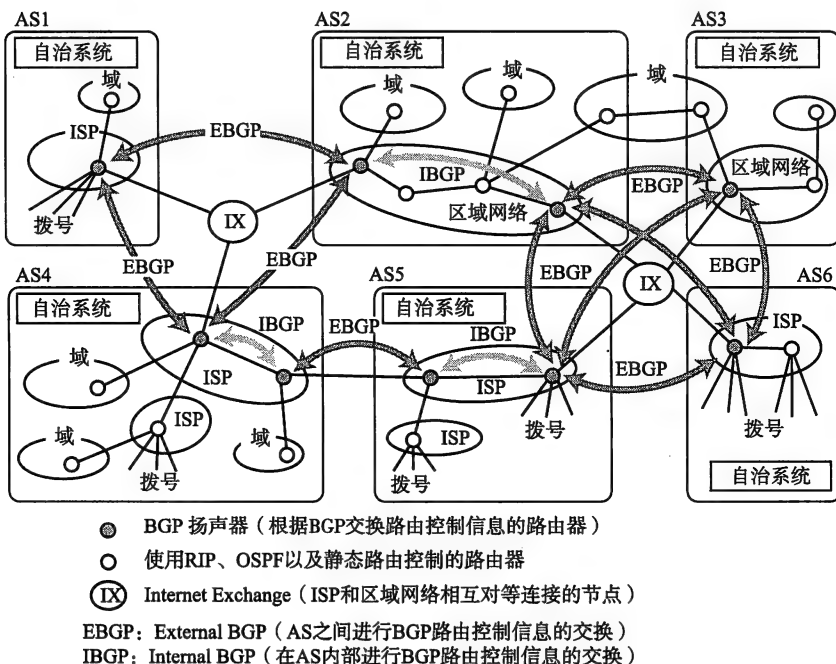 AS1
AS2
AS3
自治系统
自治系统
自治系统
域
域
域
域
ISP
EBGP
IBGP
区域网络
EBGP
区域网络
拨号
IX
EBGP
EBGP
EBGP
EBGP
IX
AS4
AS5
AS6
自治系统
自治系统
IBGP
EBGP
IBGP
ISP
域
ISP
ISP
EBGP
ISP
域
域
ISP
拨号
拨号
拨号
自治系统
BGP 扬声器（根据BGP交换路由控制信息的路由器）
使用RIP、OSPF以及静态路由控制的路由器
IX Internet Exchange（ISP和区域网络相互对等连接的节点）
EBGP：External BGP（AS之间进行BGP路由控制信息的交换）
IBGP：Internal BGP（在AS内部进行BGP路由控制信息的交换）